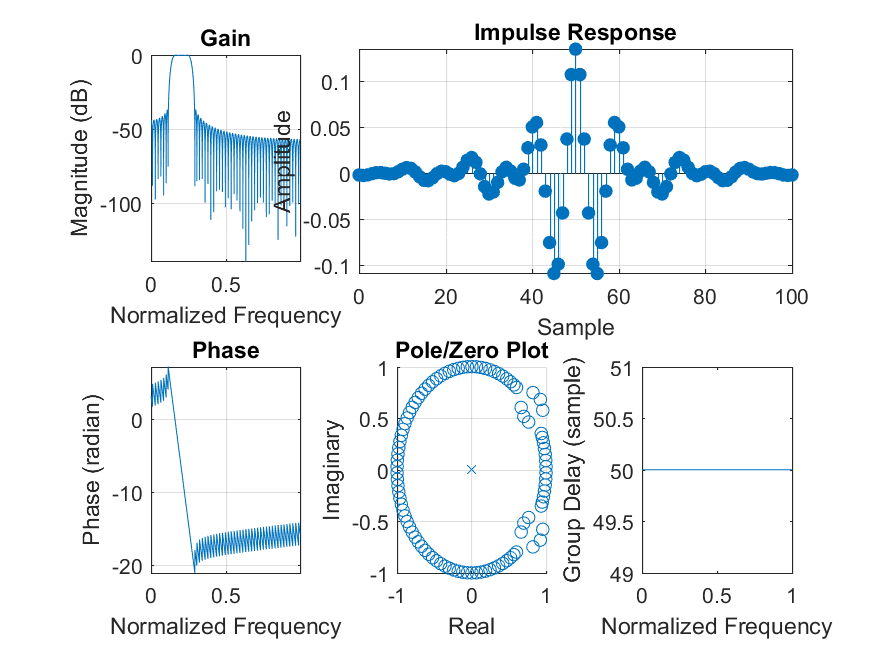 Gain
0
-50
-100
Magnitude (dB)
0 0.5
Normalized Frequency
Impulse Response
0.1
0.05
0
-0.05
-0.1
Amplitude
0 20 40 60 80 100
Sample
Phase
0
-10
-20
Phase (radian)
0 0.5
Normalized Frequency
Pole/Zero Plot
1
0.5
0
-0.5
-1
Imaginary
-1 0 1
Real
51
50.5
50
49.5
49
Group Delay (sample)
0 0.5 1
Normalized Frequency